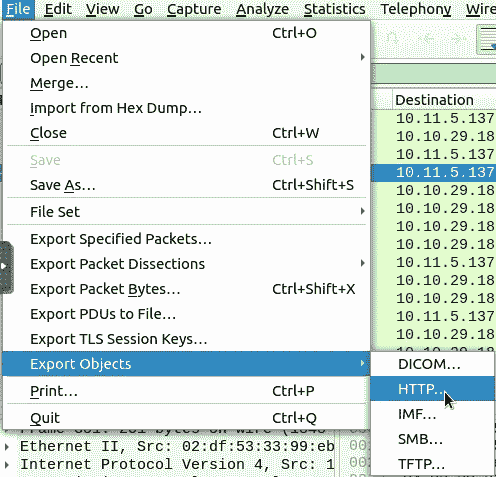 File Edit View Go Capture Analyze Statistics Telephony Wire
Open Ctrl+O
Open Recent
Merge...
Import from Hex Dump...
Close Ctrl+W
Save Ctrl+S
Save As... Ctrl+Shift+S
File Set
Export Specified Packets...
Export Packet Dissections
Export Packet Bytes... Ctrl+Shift+X
Export PDUs to File...
Export TLS Session Keys...
Export Objects
Print... Ctrl+P
Quit Ctrl+Q
Destination
10.11.5.137
10.10.29.18
10.11.5.137
10.11.5.137
10.10.29.18
10.10.29.18
10.10.29.18
10.10.29.18
10.11.5.137
10.10.29.18
10.11.5.137
10.11.5.137
10.10.29.18
DICOM...
HTTP...
IMF...
SMB...
TFTP...
Ethernet II, Src: 02:df:53:33:99:eb
Internet Protocol Version 4, Src: 1